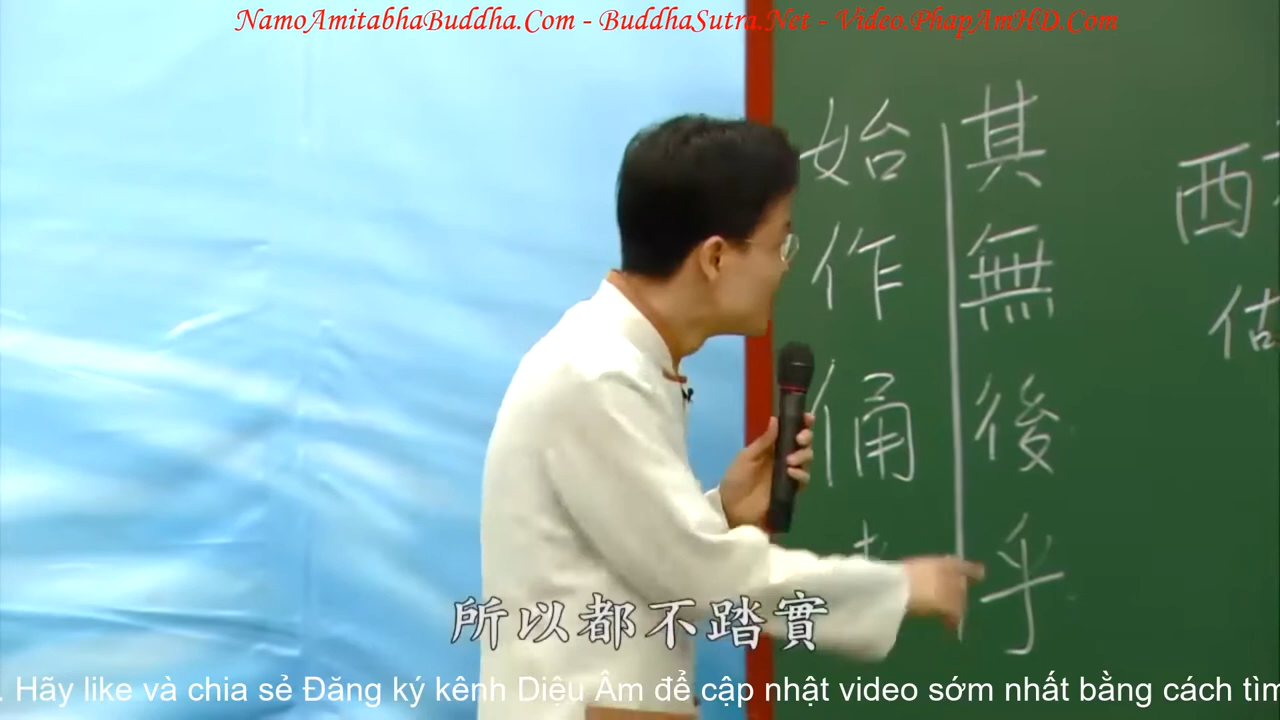 NamoAmitabhaBuddha.Com - BuddhaSutra.Net - Video.PhapAmHD.Com
其無後乎
始作俑
西
所以都不踏實
. Hãy like và chia sẻ Đăng ký kênh Diệu Âm để cập nhật video sớm nhất bằng cách tìm